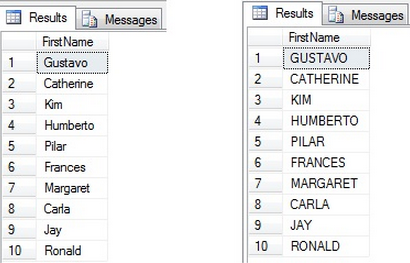 Results Messages
FirstName
1 Gustavo
2 Catherine
3 Kim
4 Humberto
5 Pilar
6 Frances
7 Margaret
8 Carla
9 Jay
10 Ronald
Results Messages
FirstName
1 GUSTAVO
2 CATHERINE
3 KIM
4 HUMBERTO
5 PILAR
6 FRANCES
7 MARGARET
8 CARLA
9 JAY
10 RONALD